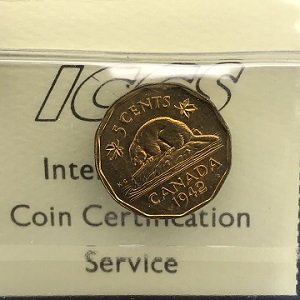 ICCS
5 CENTS
CANADA
1942
Inte
Coin Certification
Service